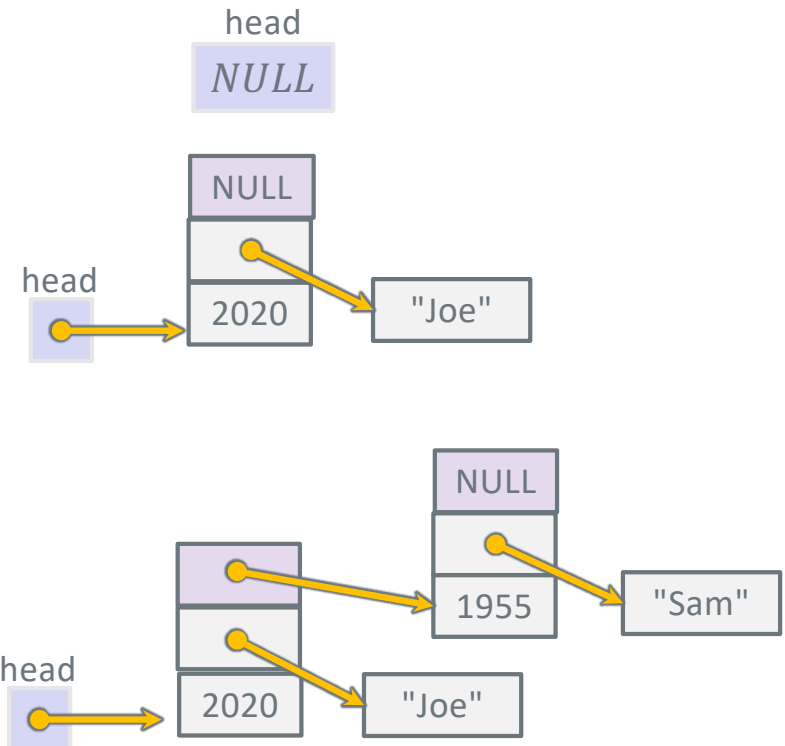 head
NULL
NULL
head
2020
"Joe"
NULL
1955
"Sam"
head
2020
"Joe"